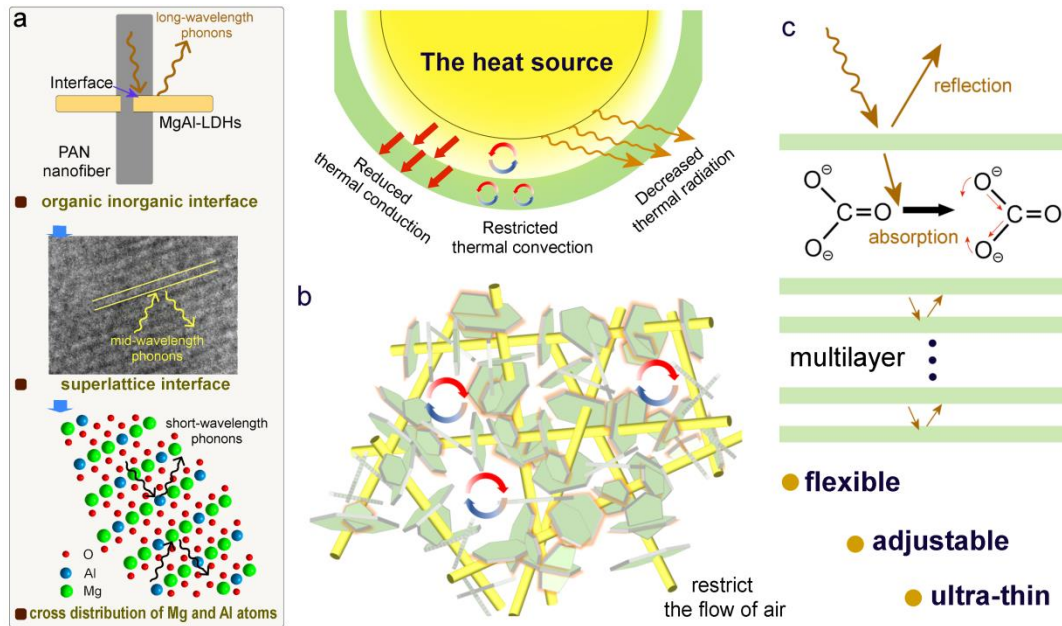 a
long-wavelength
phonons
Interface
MgAl-LDHs
PAN
nanofiber
organic inorganic interface
mid-wavelength
phonons
superlattice interface
short-wavelength
phonons
O
Al
Mg
cross distribution of Mg and Al atoms
The heat source
Reduced
thermal conduction
Restricted
thermal convection
Decreased
thermal radiation
b
restrict
the flow of air
c
reflection
O⊖
C=O
O⊖
absorption
O⊖
C=O
O⊖
multilayer
flexible
adjustable
ultra-thin